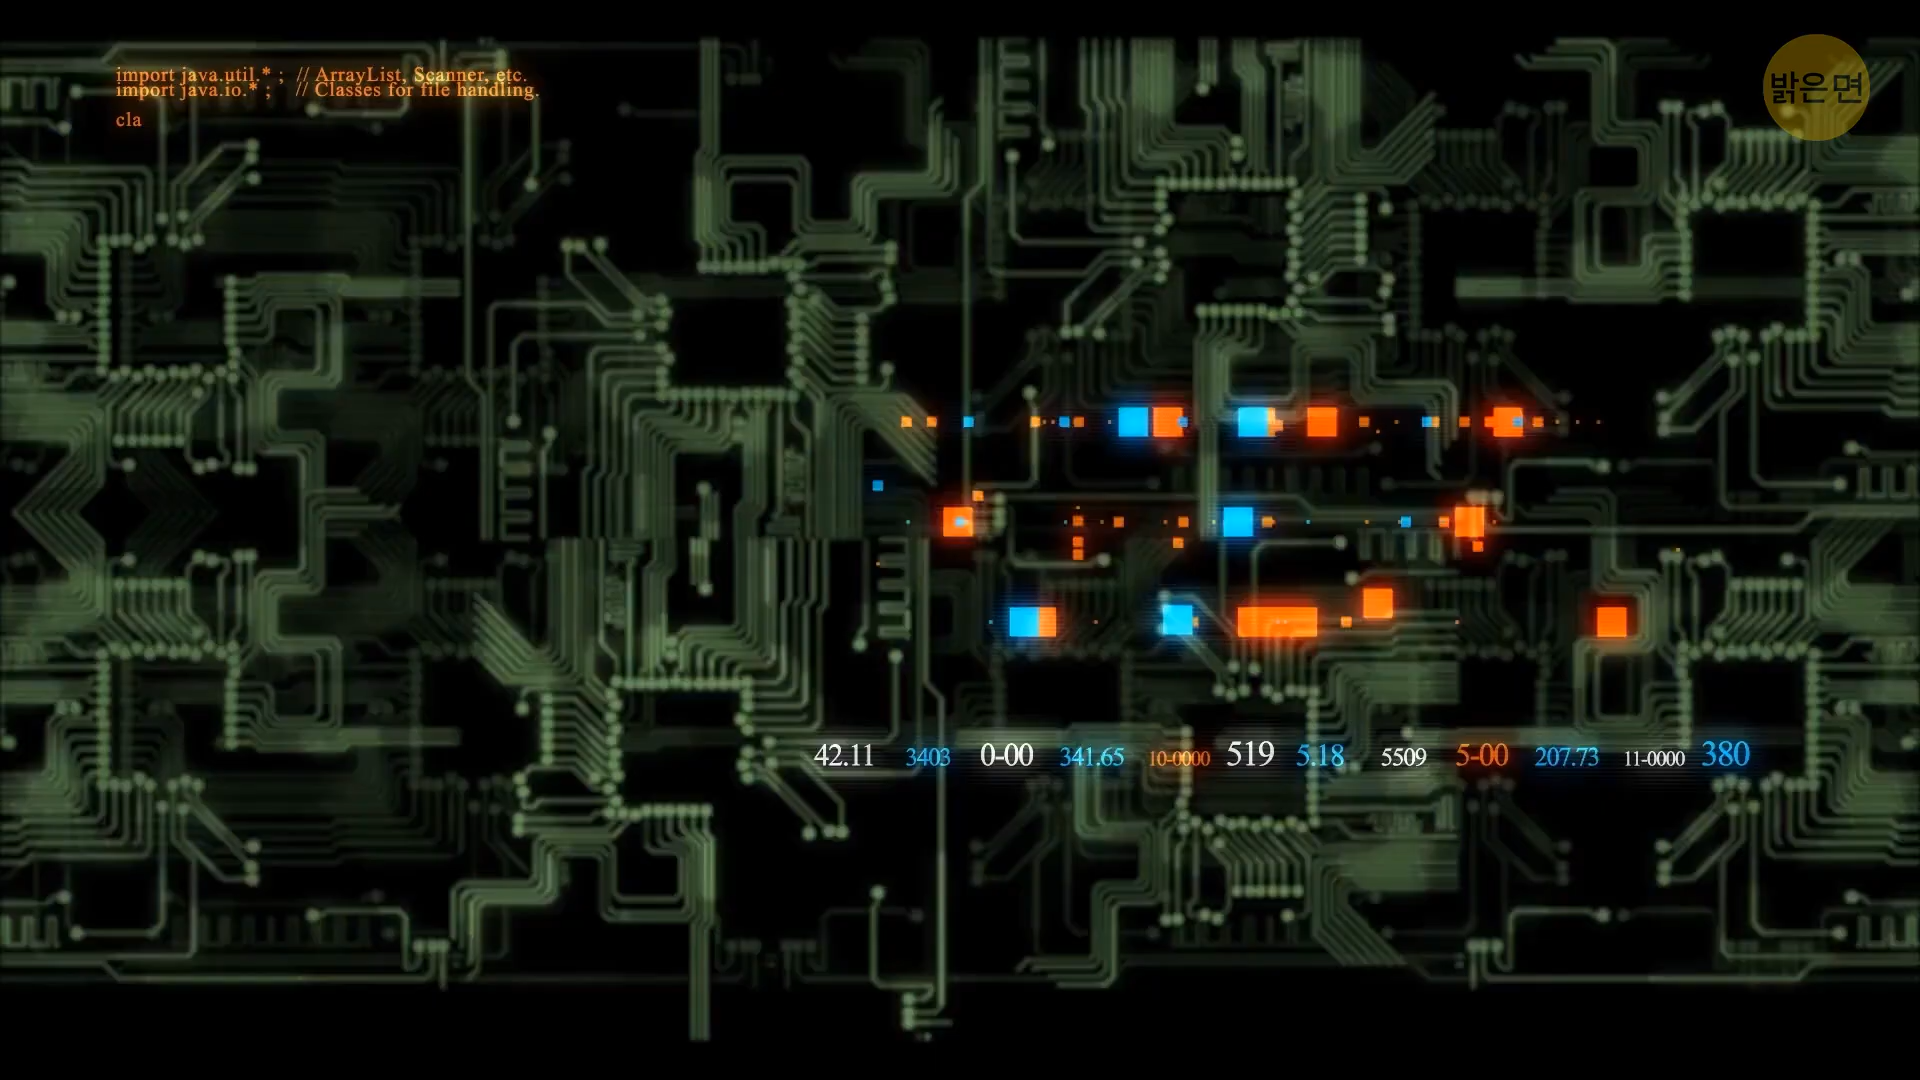 import java.util.* ;  // ArrayList, Scanner, etc.
import java.io.* ;  // Classes for file handling.
cla
밝은면
42.11 3403 0-00 341.65 10-0000 519 5.18 5509 5-00 207.73 11-0000 380